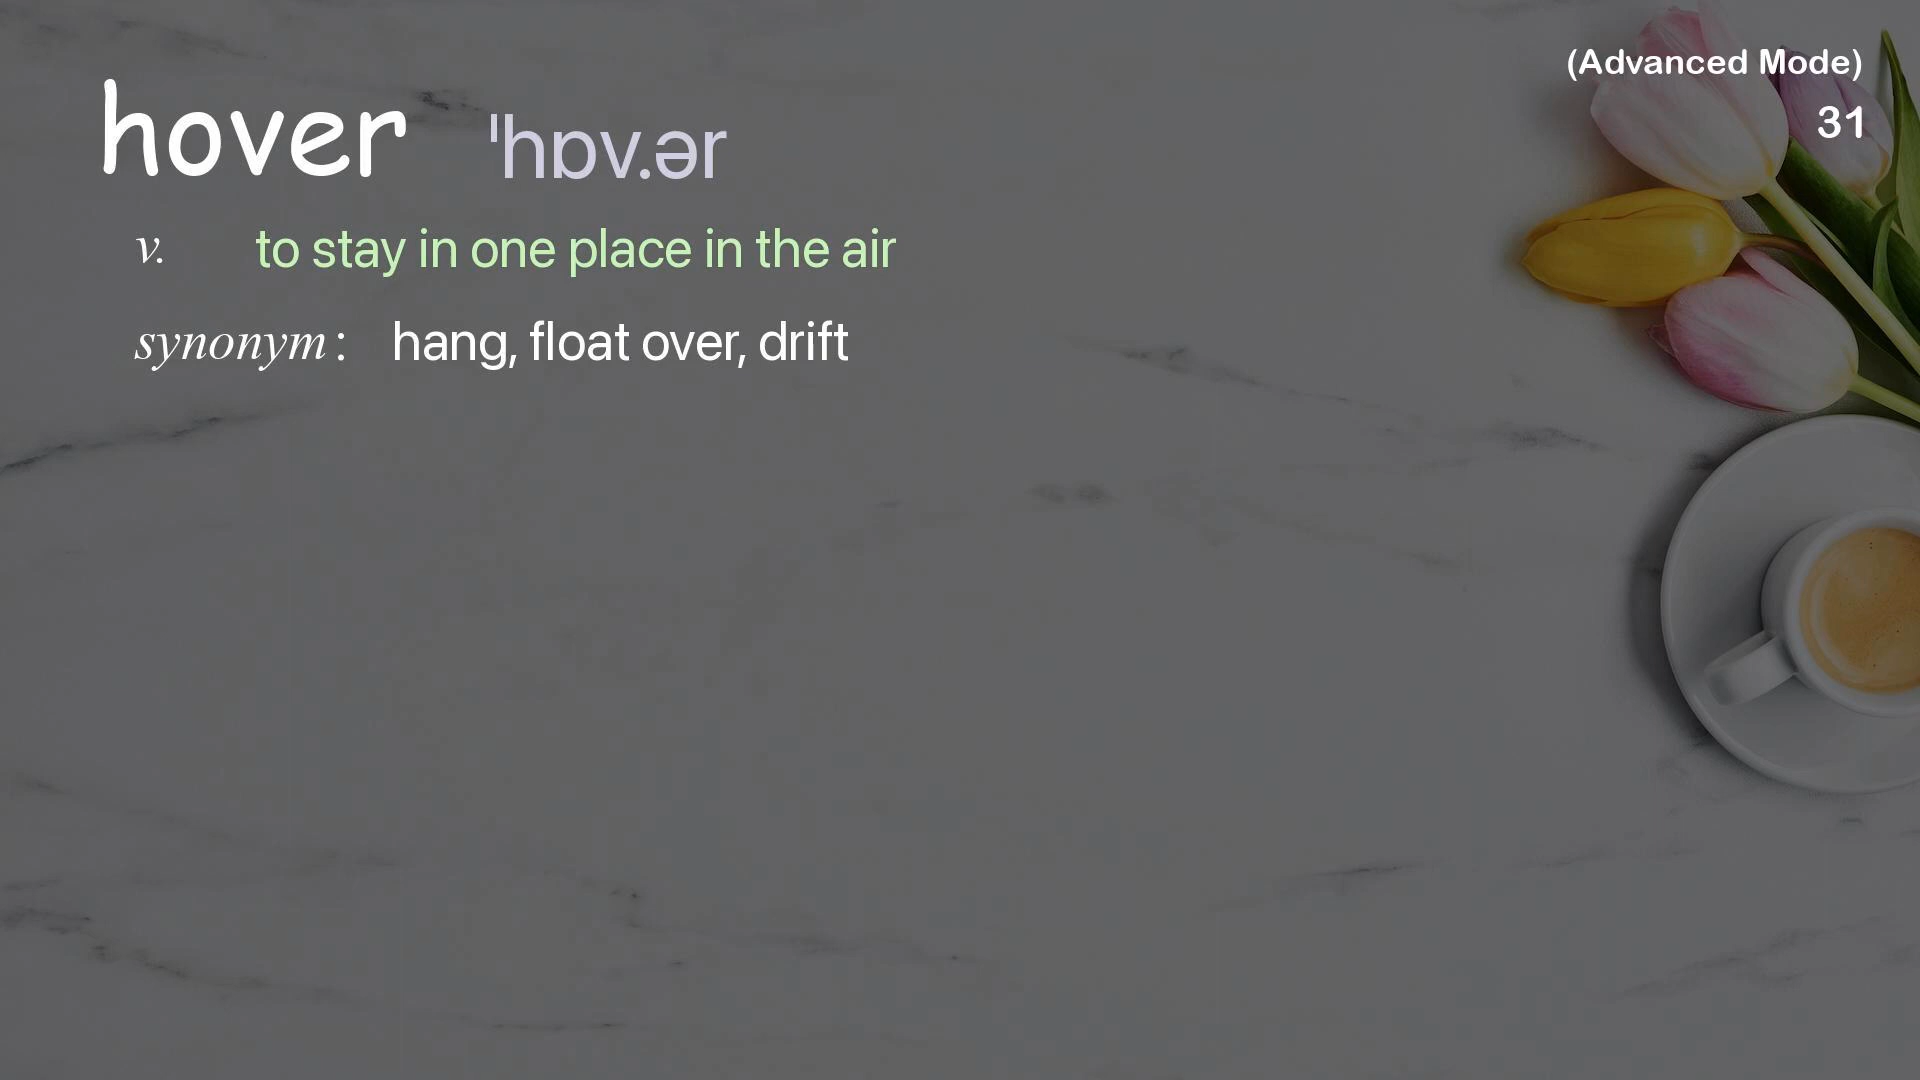 (Advanced Mode)
31
hover ˈhɒv.ər
v. to stay in one place in the air
synonym: hang, float over, drift